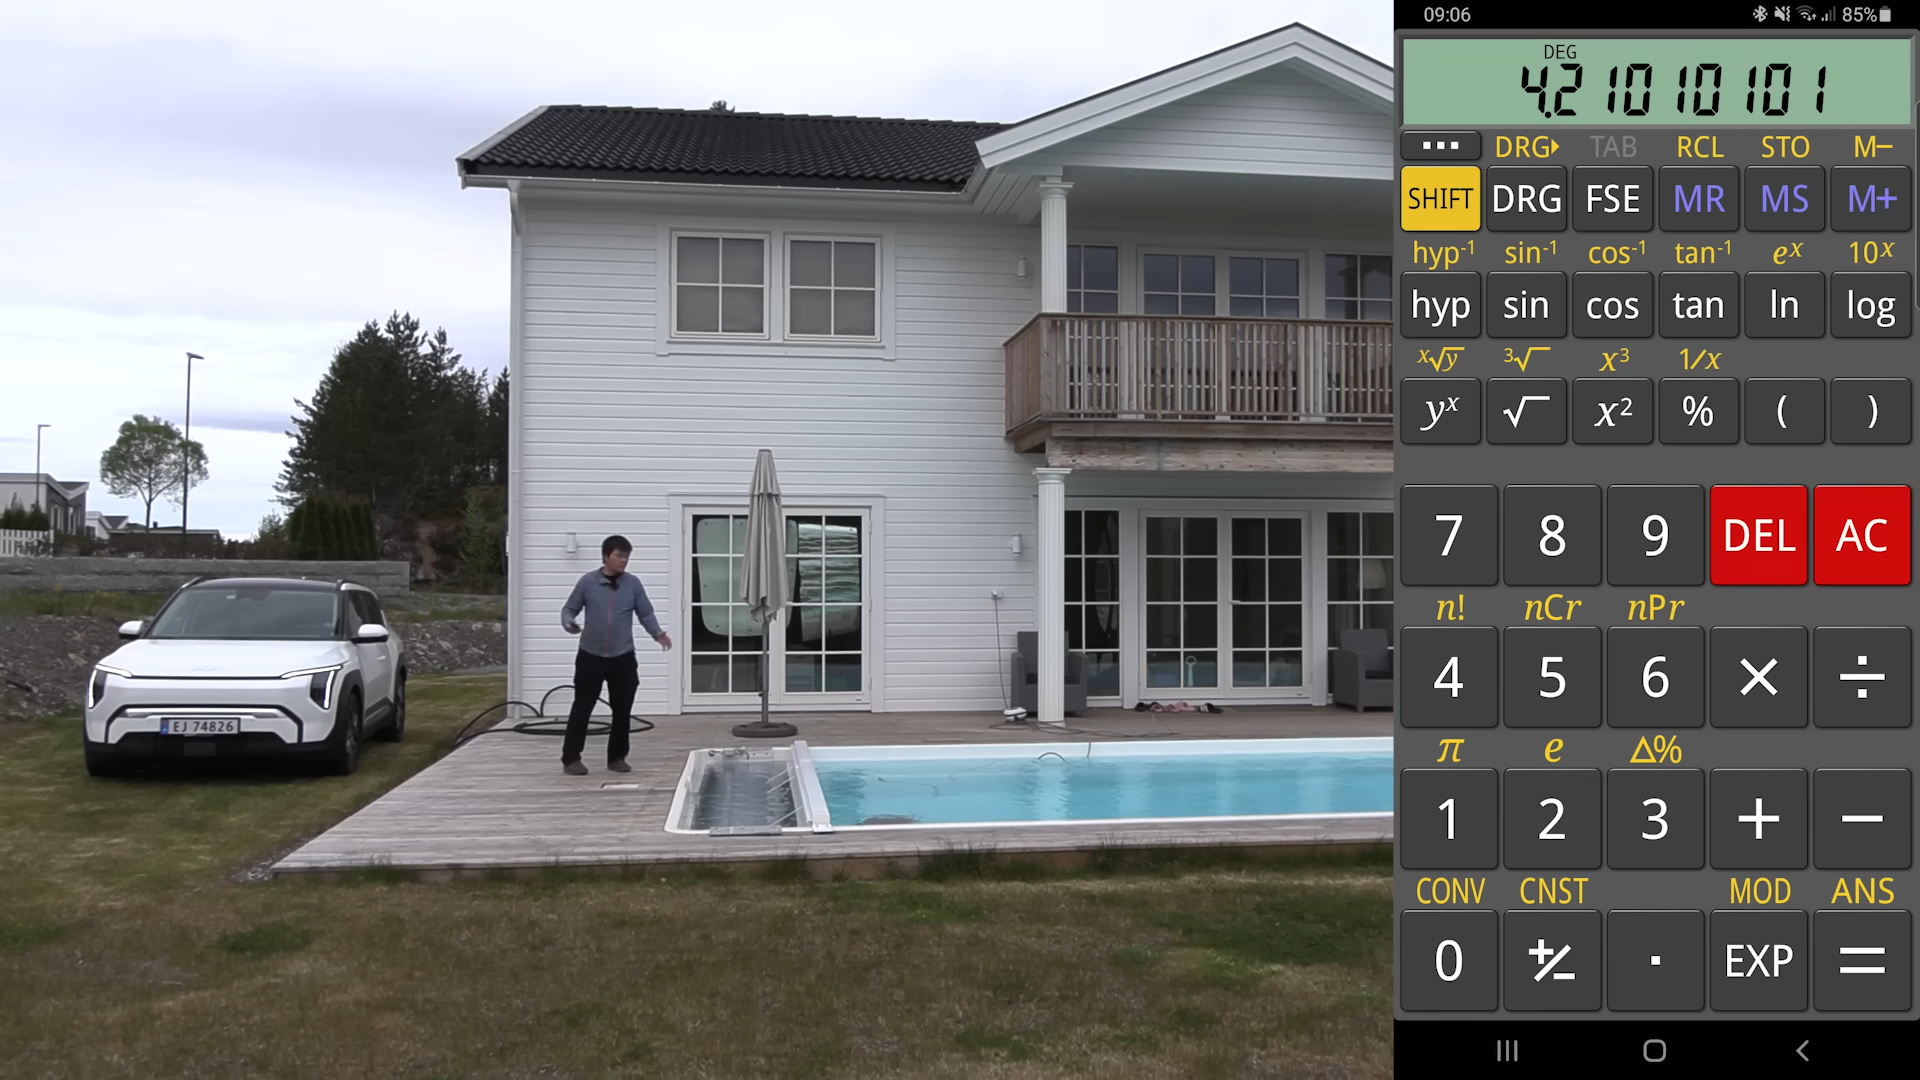 09:06 85%
DEG
4.210 10 10 1
... DRG▸ TAB RCL STO M−
SHIFT DRG FSE MR MS M+
hyp-1 sin-1 cos-1 tan-1 eˣ 10ˣ
hyp sin cos tan ln log
ˣ√y ³√ x³ 1/x
yˣ √ x² % ( )
7 8 9 DEL AC
n! nCr nPr
4 5 6 × ÷
π e Δ%
1 2 3 + −
CONV CNST MOD ANS
0 +/− . EXP =
EJ 74826